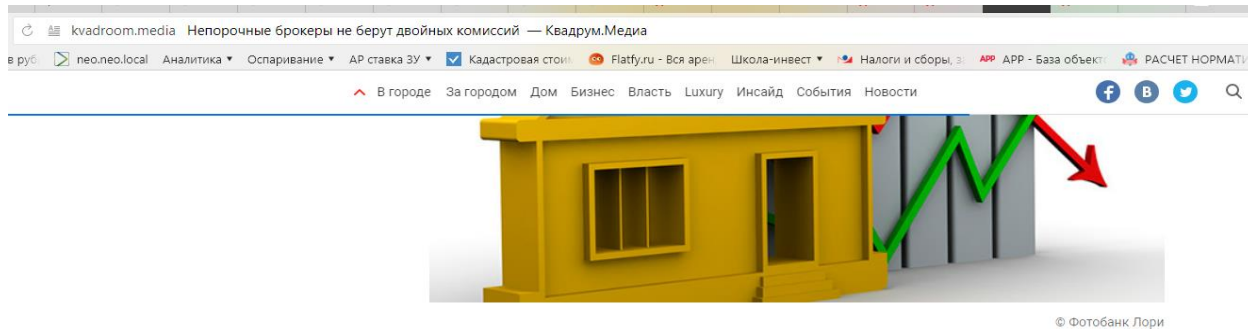 kvadroom.media Непорочные брокеры не берут двойных комиссий — Квадрум.Медиа
в руб neo.neo.local Аналитика Оспаривание АР ставка ЗУ Кадастровая стоим Flatfy.ru - Вся арен Школа-инвест Налоги и сборы, з APP APP - База объект РАСЧЕТ НОРМАТИ
В городе За городом Дом Бизнес Власть Luxury Инсайд События Новости
© Фотобанк Лори